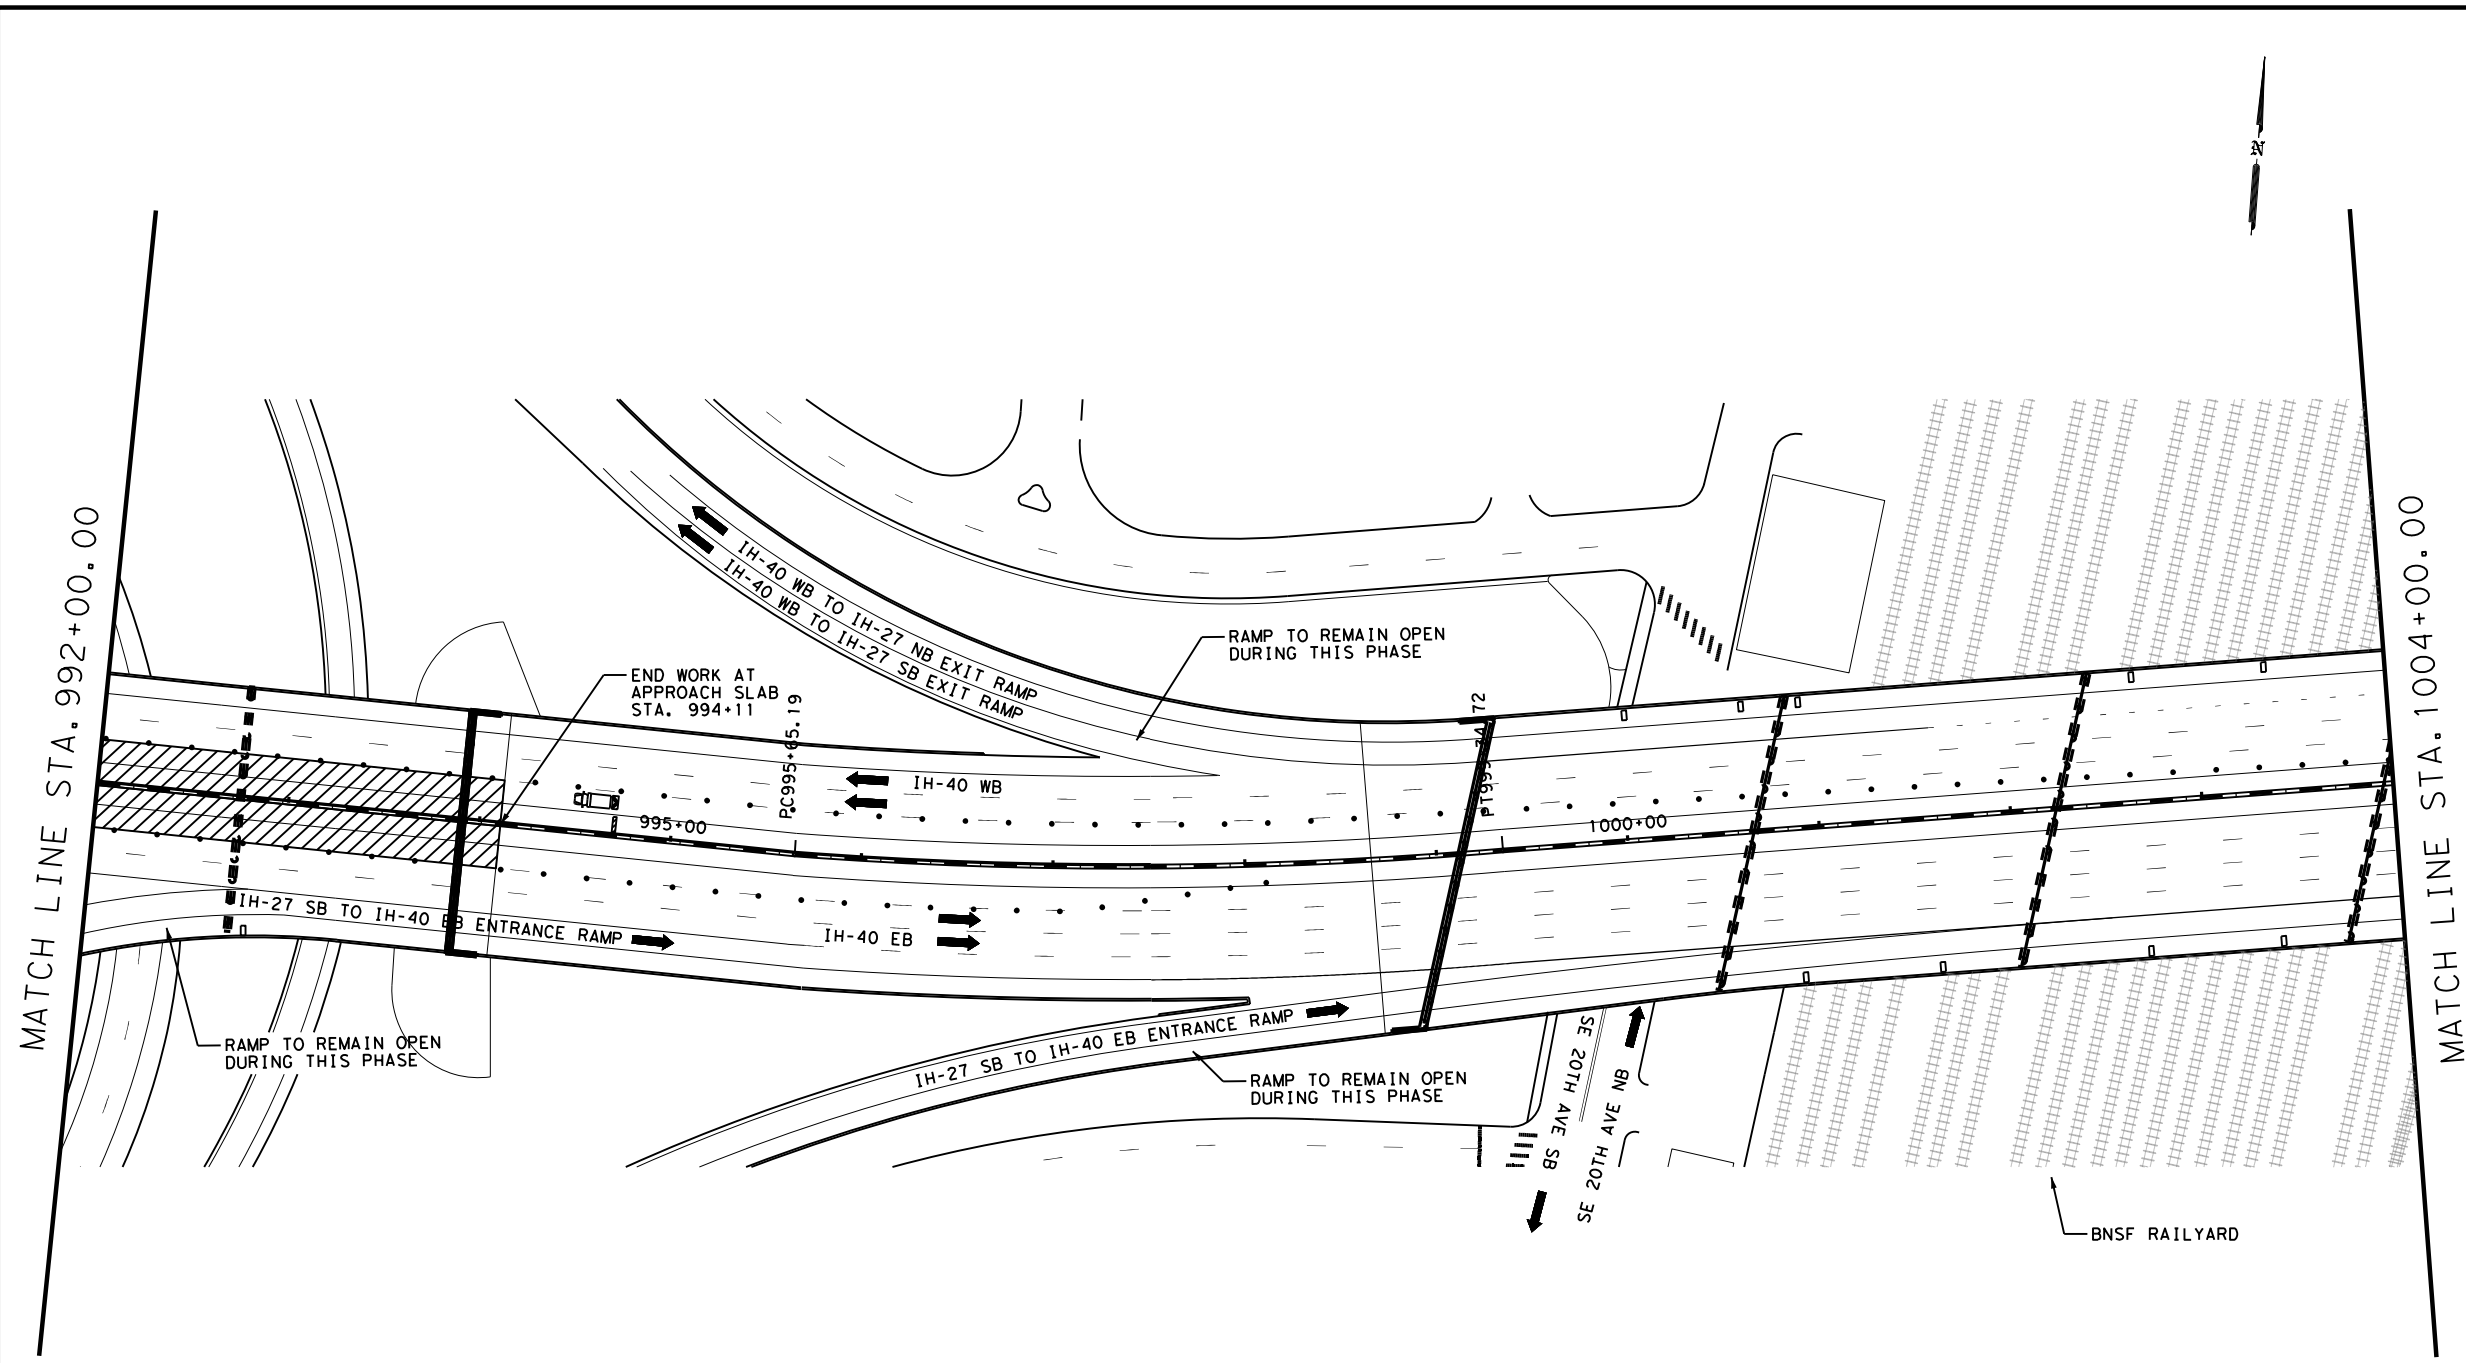 N
MATCH LINE STA. 992+00.00
MATCH LINE STA. 1004+00.00
IH-40 WB TO IH-27 NB EXIT RAMP
IH-40 WB TO IH-27 SB EXIT RAMP
RAMP TO REMAIN OPEN
DURING THIS PHASE
END WORK AT
APPROACH SLAB
STA. 994+11
PC995+65.19
IH-40 WB
995+00
1000+00
IH-27 SB TO IH-40 EB ENTRANCE RAMP
IH-40 EB
RAMP TO REMAIN OPEN
DURING THIS PHASE
IH-27 SB TO IH-40 EB ENTRANCE RAMP
RAMP TO REMAIN OPEN
DURING THIS PHASE
SE 20TH AVE SB
SE 20TH AVE NB
BNSF RAILYARD